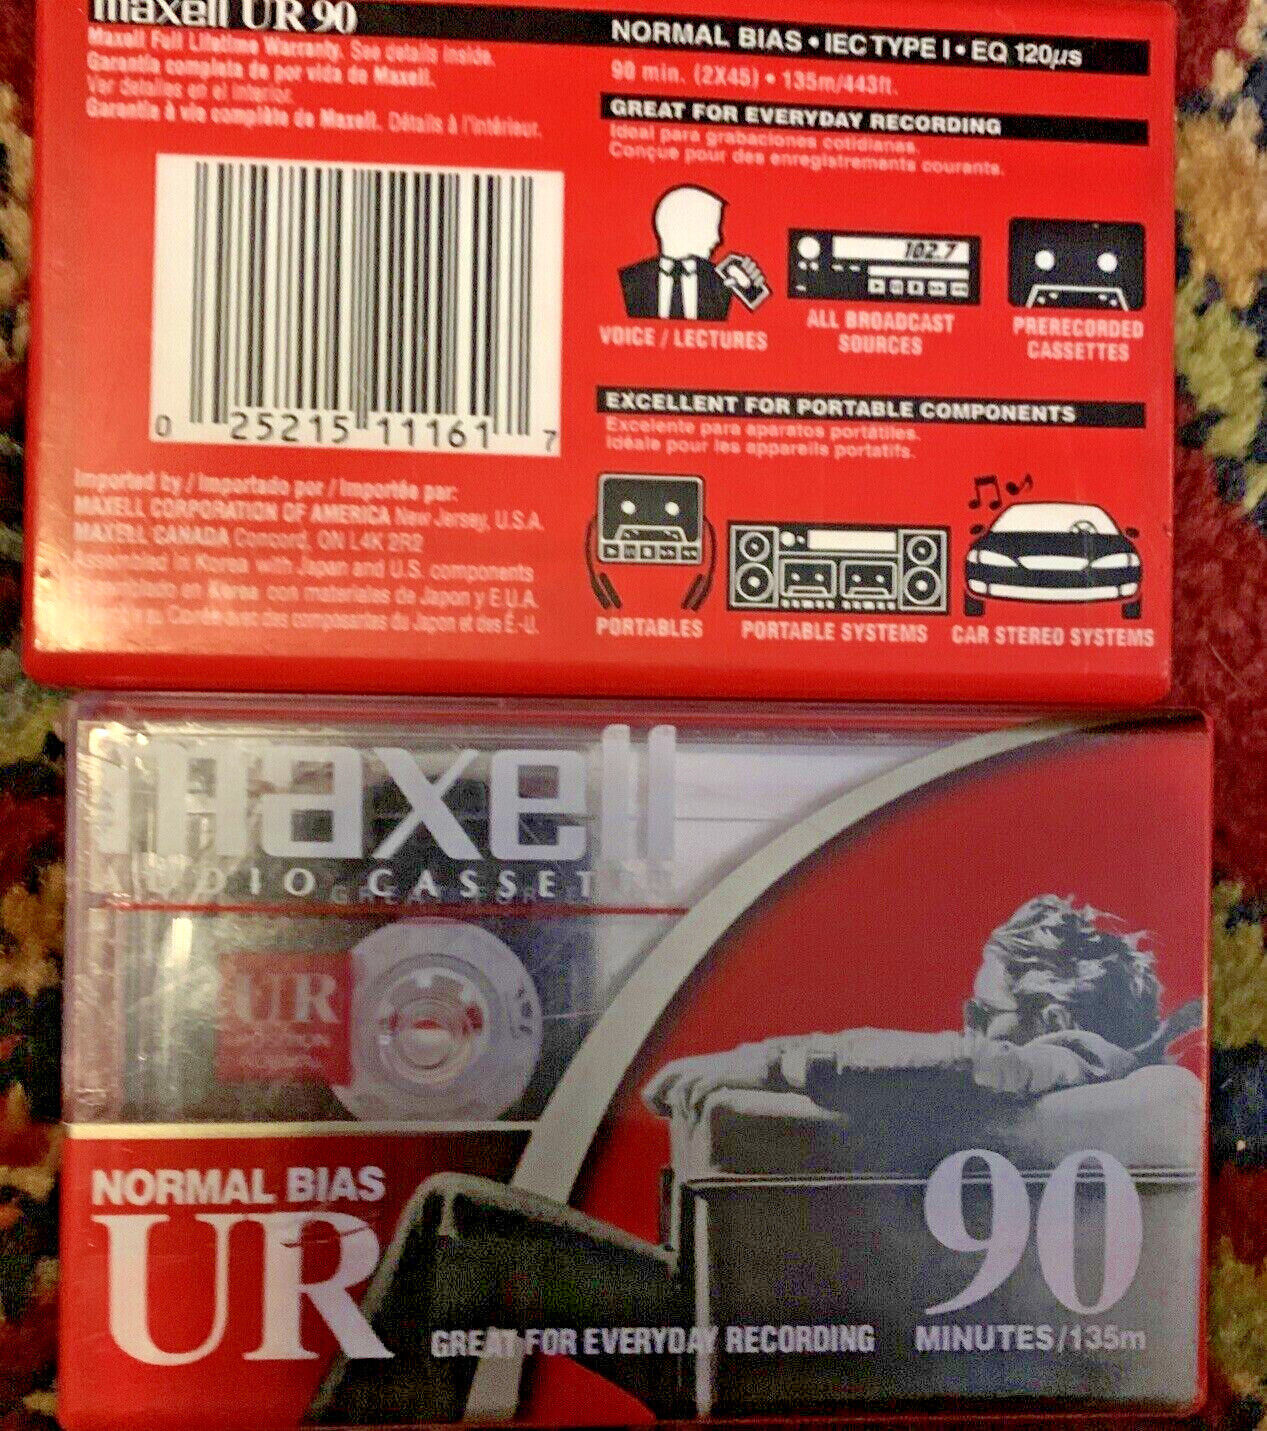 maxell UR 90
Maxell Full Lifetime Warranty. See details inside.
Garantía completa de por vida de Maxell.
Ver detalles en el interior.
Garantie à vie complète de Maxell. Détails à l'intérieur.
0 25215 11161 7
Imported by / Importado por / Importée par:
MAXELL CORPORATION OF AMERICA New Jersey, U.S.A.
MAXELL CANADA Concord, ON L4K 2R2
Assembled in Korea with Japan and U.S. components
en Korea con materiales de Japon y E.U.A.
Corée avec des composantes du Japon et des É.-U.
NORMAL BIAS • IEC TYPE I • EQ 120µs
90 min. (2X45) • 135m/443ft.
GREAT FOR EVERYDAY RECORDING
Ideal para grabaciones cotidianas.
Conçue pour des enregistrements courants.
102.7
VOICE / LECTURES
ALL BROADCAST
SOURCES
PRERECORDED
CASSETTES
EXCELLENT FOR PORTABLE COMPONENTS
Excelente para aparatos portátiles.
Idéale pour les appareils portatifs.
PORTABLES
PORTABLE SYSTEMS
CAR STEREO SYSTEMS
maxell
AUDIO CASSETTE
UR
NORMAL BIAS
UR
GREAT FOR EVERYDAY RECORDING
90
MINUTES/135m